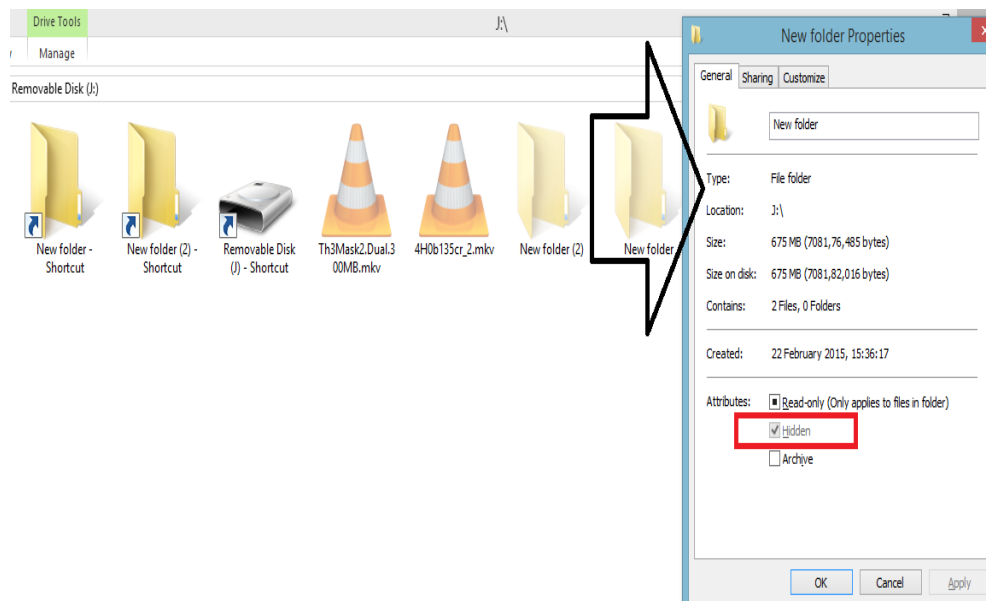 Drive Tools
J:\
Manage
Removable Disk (J:)
New folder -
Shortcut
New folder (2) -
Shortcut
Removable Disk
(J) - Shortcut
Th3Mask2.Dual.3
00MB.mkv
4H0b135cr_2.mkv
New folder (2)
New folder
New folder Properties
General Sharing Customize
New folder
Type: File folder
Location: J:\
Size: 675 MB (7081,76,485 bytes)
Size on disk: 675 MB (7081,82,016 bytes)
Contains: 2 Files, 0 Folders
Created: 22 February 2015, 15:36:17
Attributes: Read-only (Only applies to files in folder)
Hidden
Archive
OK Cancel Apply